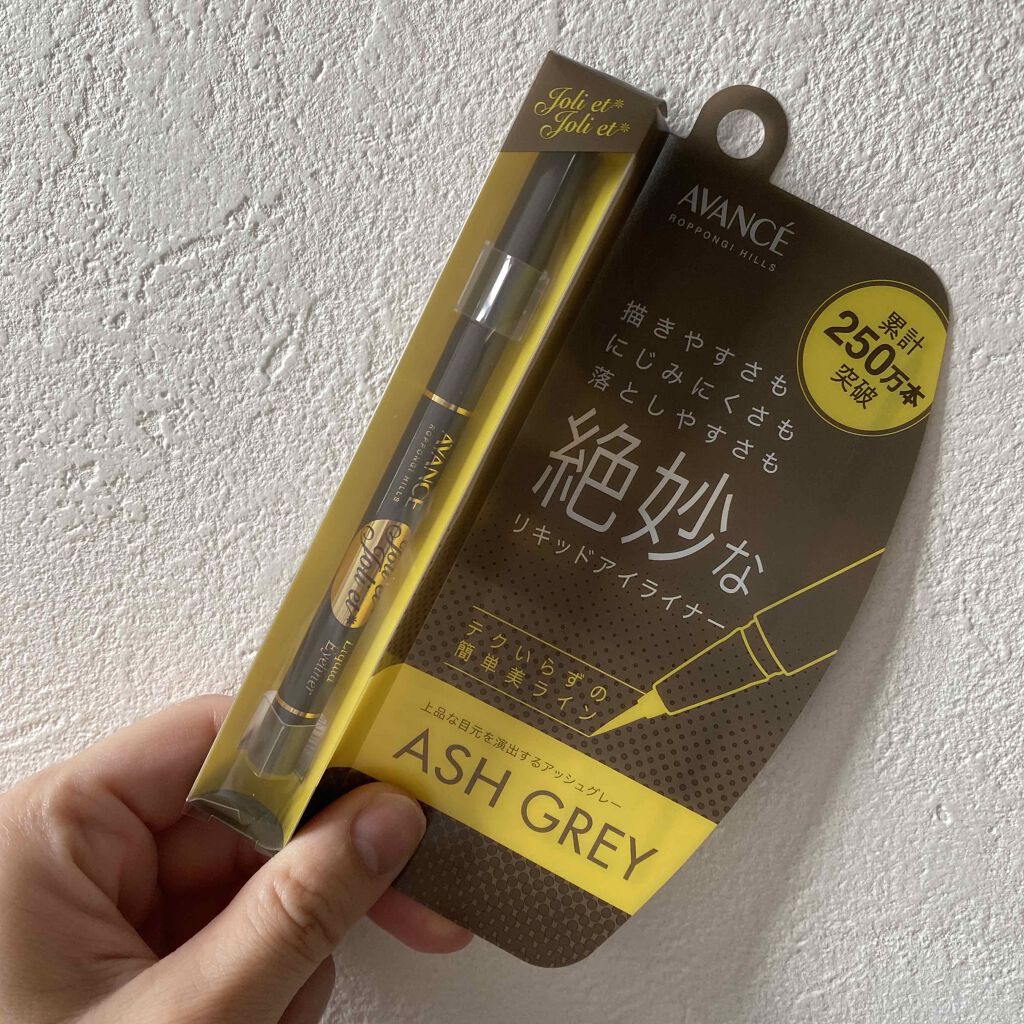 Joli et*
Joli et*
AVANCÉ
ROPPONGI HILLS
累計
250万本
突破
描きやすさも
にじみにくさも
落としやすさも
絶妙な
リキッドアイライナー
テクいらずの
簡単美ライン
上品な目元を演出するアッシュグレー
ASH GREY
AVANCÉ
ROPPONGI HILLS
Joli et
Joli et*
Liquid
Eyeliner